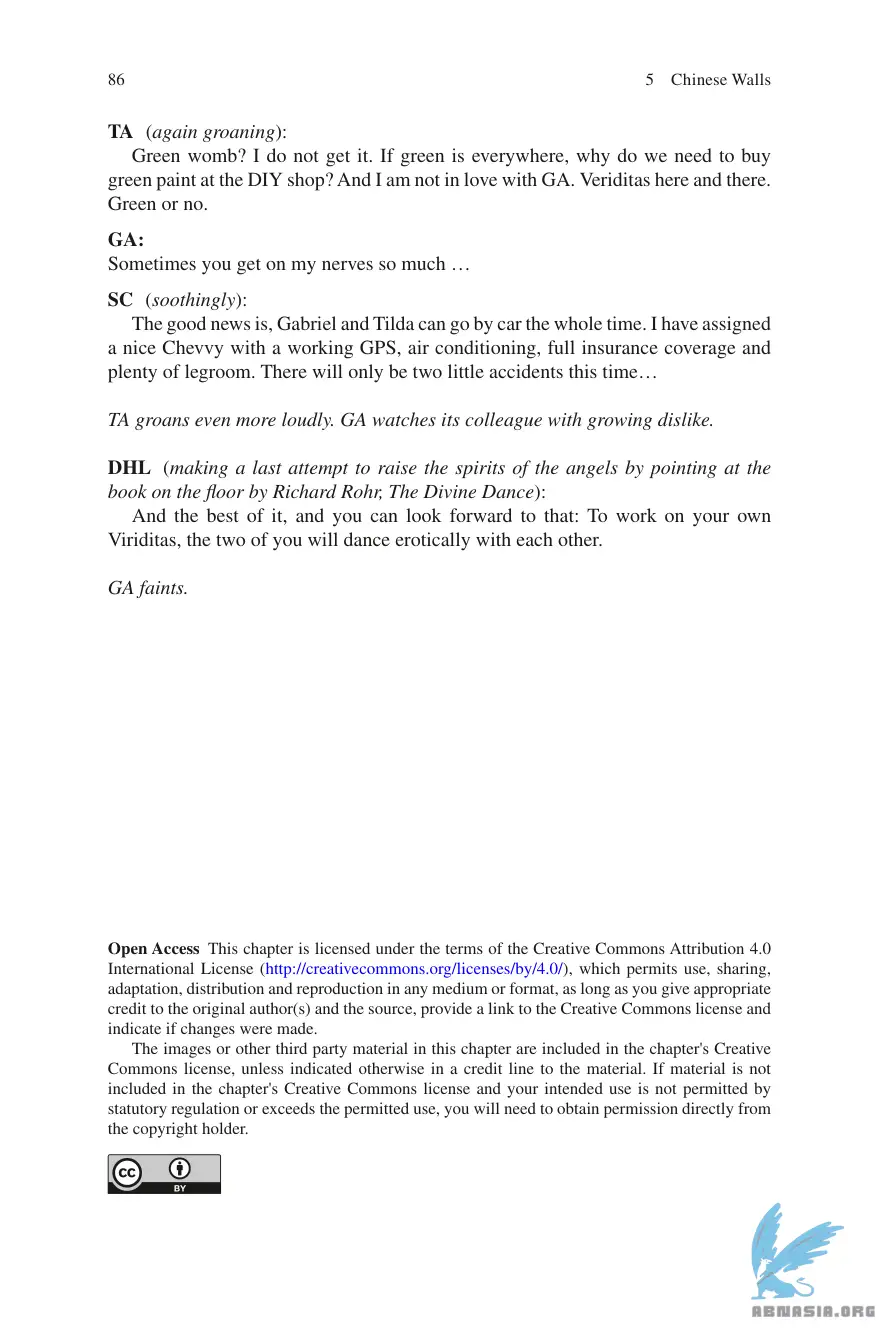 86
5 Chinese Walls
TA (again groaning):
Green womb? I do not get it. If green is everywhere, why do we need to buy
green paint at the DIY shop? And I am not in love with GA. Veriditas here and there.
Green or no.
GA:
Sometimes you get on my nerves so much …
SC (soothingly):
The good news is, Gabriel and Tilda can go by car the whole time. I have assigned
a nice Chevvy with a working GPS, air conditioning, full insurance coverage and
plenty of legroom. There will only be two little accidents this time…
TA groans even more loudly. GA watches its colleague with growing dislike.
DHL (making a last attempt to raise the spirits of the angels by pointing at the
book on the floor by Richard Rohr, The Divine Dance):
And the best of it, and you can look forward to that: To work on your own
Viriditas, the two of you will dance erotically with each other.
GA faints.
Open Access This chapter is licensed under the terms of the Creative Commons Attribution 4.0
International License (http://creativecommons.org/licenses/by/4.0/), which permits use, sharing,
adaptation, distribution and reproduction in any medium or format, as long as you give appropriate
credit to the original author(s) and the source, provide a link to the Creative Commons license and
indicate if changes were made.
The images or other third party material in this chapter are included in the chapter's Creative
Commons license, unless indicated otherwise in a credit line to the material. If material is not
included in the chapter's Creative Commons license and your intended use is not permitted by
statutory regulation or exceeds the permitted use, you will need to obtain permission directly from
the copyright holder.
cc
BY
ABNASIA.ORG